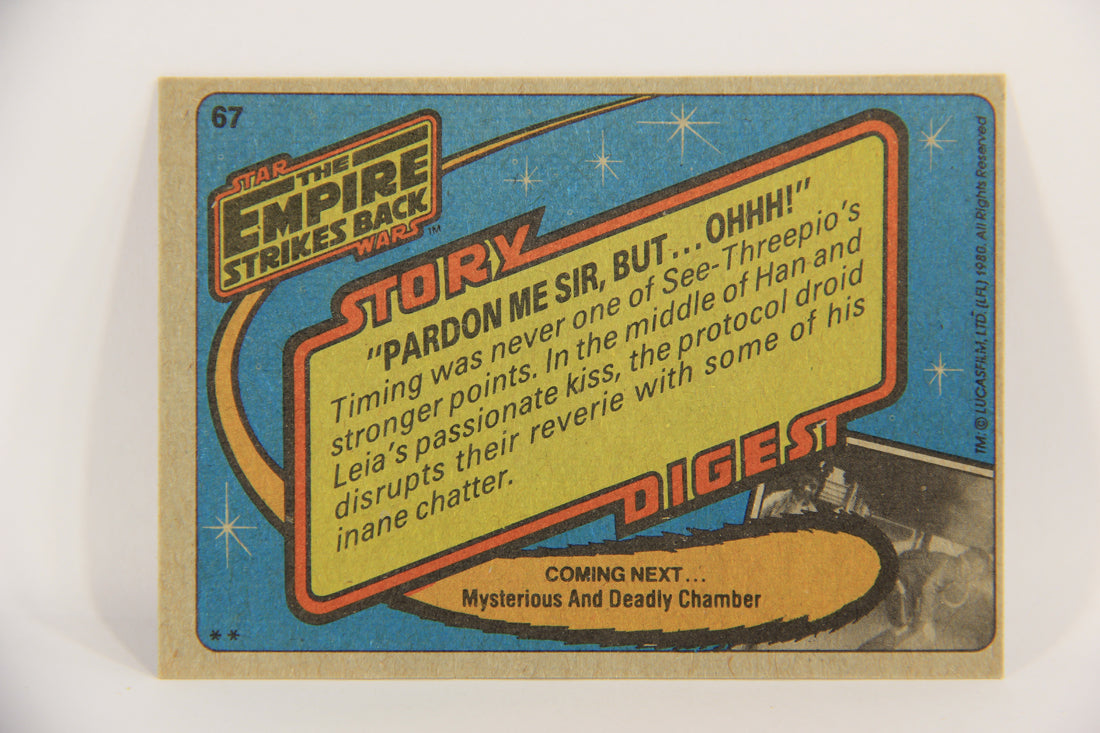 67
STAR
THE
EMPIRE
STRIKES BACK
WARS™
STORY
"PARDON ME SIR, BUT...OHHH!"
Timing was never one of See-Threepio's
stronger points. In the middle of Han and
Leia's passionate kiss, the protocol droid
disrupts their reverie with some of his
inane chatter.
DIGEST
COMING NEXT...
Mysterious And Deadly Chamber
**
TM: © LUCASFILM, LTD. (LFL) 1980. All Rights Reserved